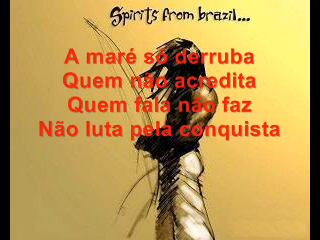 Spirits from brazil...
A maré só derruba
Quem não acredita
Quem fala não faz
Não luta pela conquista